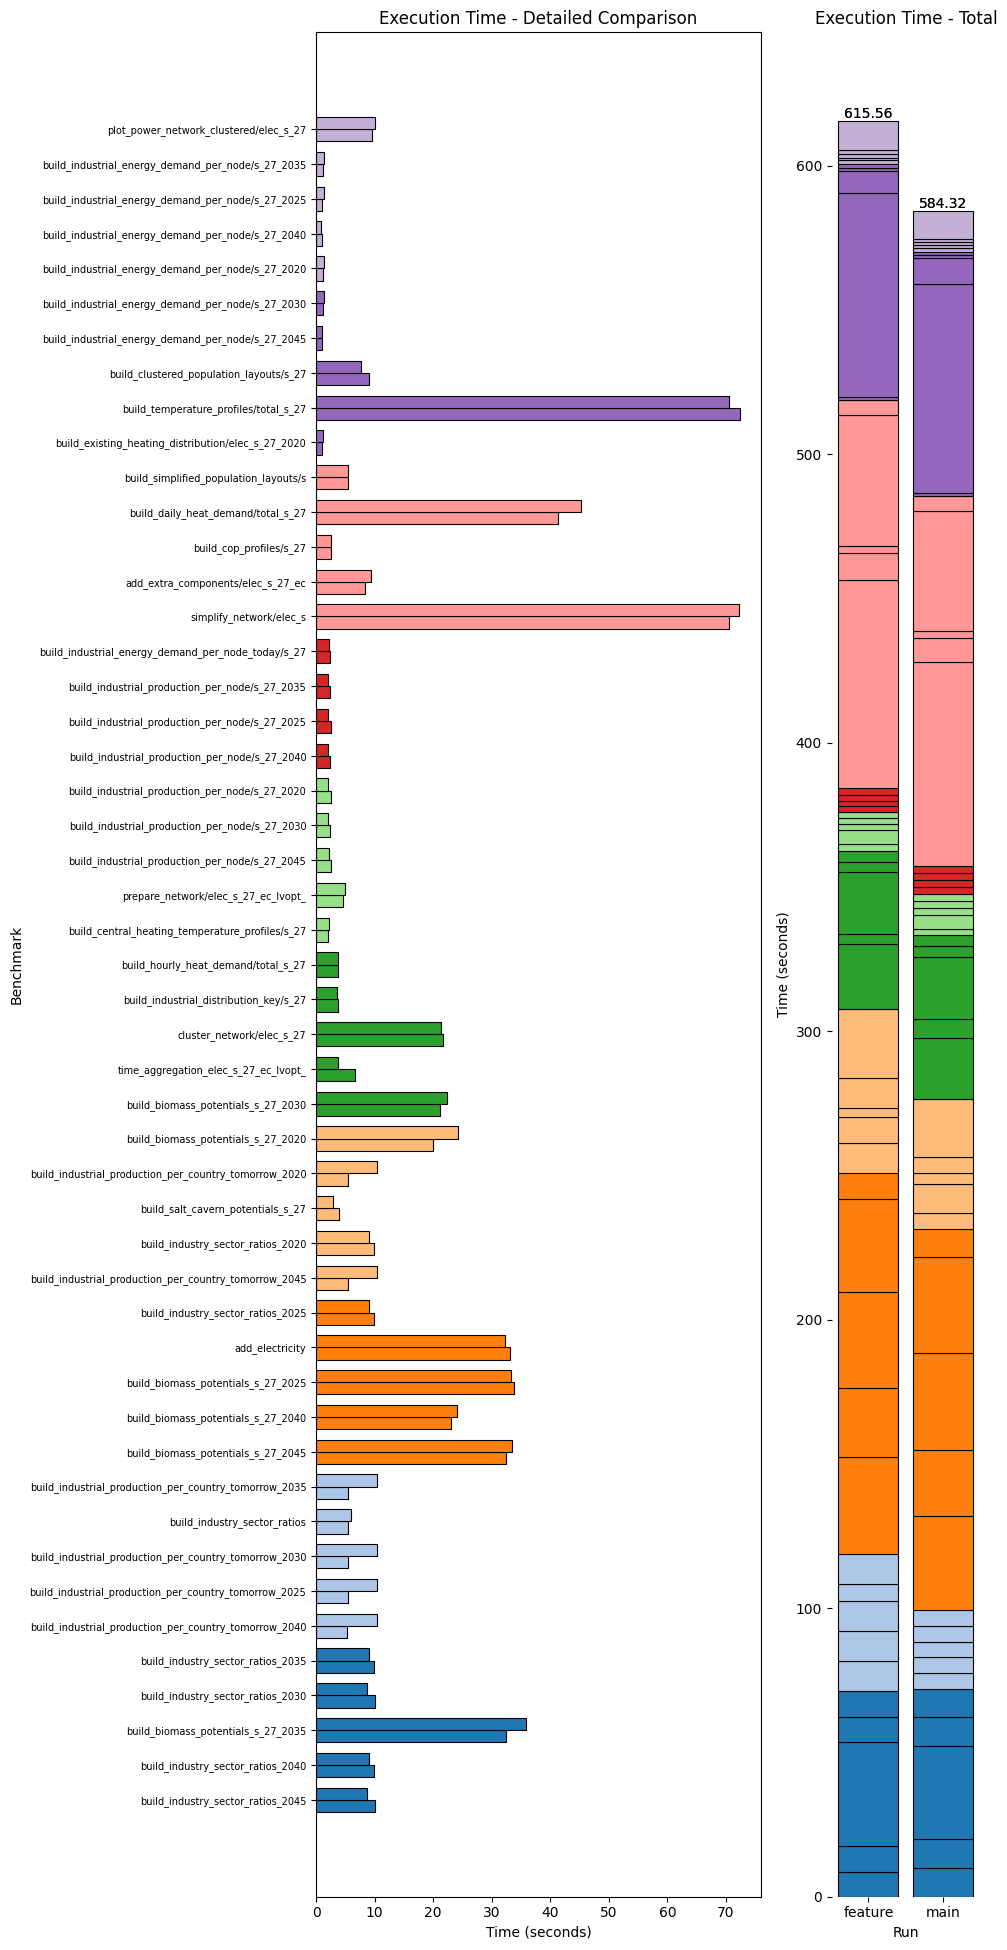 Execution Time - Detailed Comparison
Execution Time - Total
Benchmark
plot_power_network_clustered/elec_s_27
build_industrial_energy_demand_per_node/s_27_2035
build_industrial_energy_demand_per_node/s_27_2025
build_industrial_energy_demand_per_node/s_27_2040
build_industrial_energy_demand_per_node/s_27_2020
build_industrial_energy_demand_per_node/s_27_2030
build_industrial_energy_demand_per_node/s_27_2045
build_clustered_population_layouts/s_27
build_temperature_profiles/total_s_27
build_existing_heating_distribution/elec_s_27_2020
build_simplified_population_layouts/s
build_daily_heat_demand/total_s_27
build_cop_profiles/s_27
add_extra_components/elec_s_27_ec
simplify_network/elec_s
build_industrial_energy_demand_per_node_today/s_27
build_industrial_production_per_node/s_27_2035
build_industrial_production_per_node/s_27_2025
build_industrial_production_per_node/s_27_2040
build_industrial_production_per_node/s_27_2020
build_industrial_production_per_node/s_27_2030
build_industrial_production_per_node/s_27_2045
prepare_network/elec_s_27_ec_lvopt_
build_central_heating_temperature_profiles/s_27
build_hourly_heat_demand/total_s_27
build_industrial_distribution_key/s_27
cluster_network/elec_s_27
time_aggregation_elec_s_27_ec_lvopt_
build_biomass_potentials_s_27_2030
build_biomass_potentials_s_27_2020
build_industrial_production_per_country_tomorrow_2020
build_salt_cavern_potentials_s_27
build_industry_sector_ratios_2020
build_industrial_production_per_country_tomorrow_2045
build_industry_sector_ratios_2025
add_electricity
build_biomass_potentials_s_27_2025
build_biomass_potentials_s_27_2040
build_biomass_potentials_s_27_2045
build_industrial_production_per_country_tomorrow_2035
build_industry_sector_ratios
build_industrial_production_per_country_tomorrow_2030
build_industrial_production_per_country_tomorrow_2025
build_industrial_production_per_country_tomorrow_2040
build_industry_sector_ratios_2035
build_industry_sector_ratios_2030
build_biomass_potentials_s_27_2035
build_industry_sector_ratios_2040
build_industry_sector_ratios_2045
0 10 20 30 40 50 60 70
Time (seconds)
Time (seconds)
600
500
400
300
200
100
0
615.56
584.32
feature main
Run